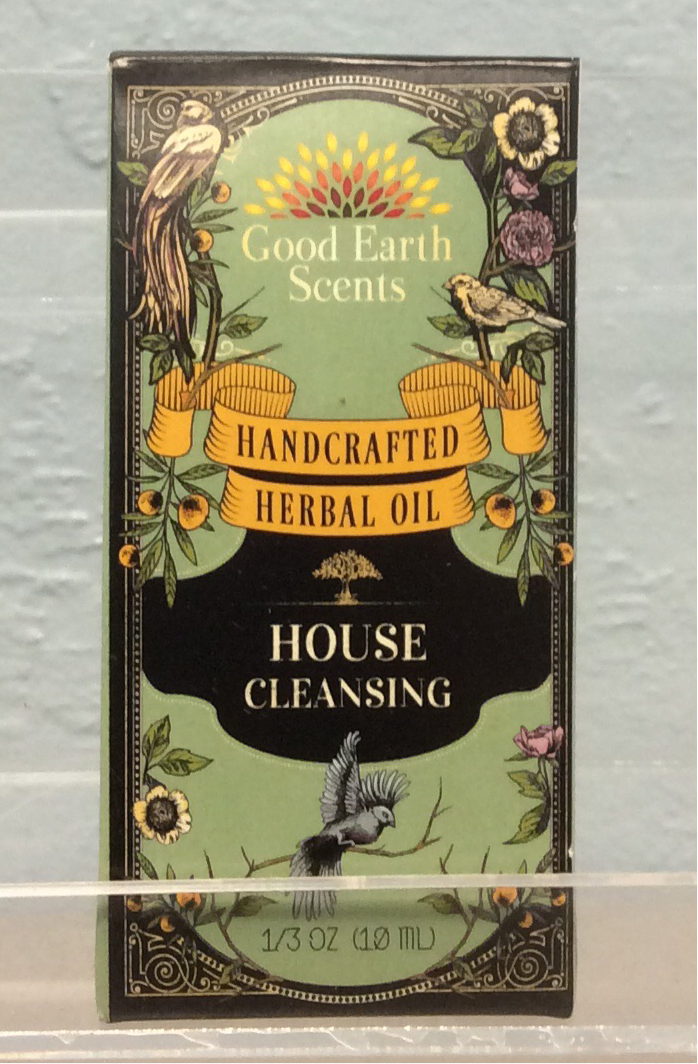 Good Earth
Scents
HANDCRAFTED
HERBAL OIL
HOUSE
CLEANSING
1/3 OZ (10 ML)